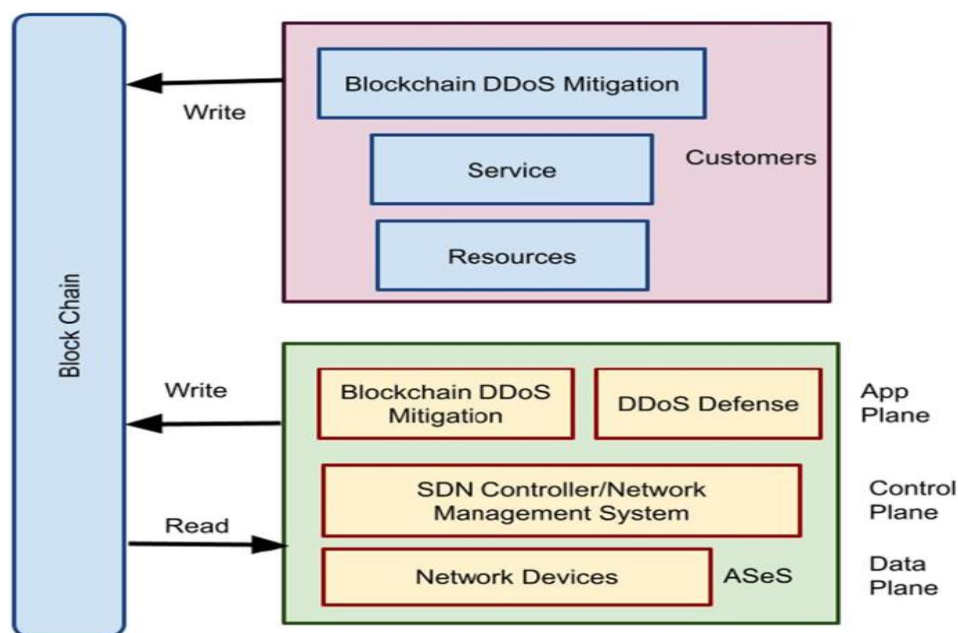 Block Chain
Write
Blockchain DDoS Mitigation
Service
Customers
Resources
Write
Read
Blockchain DDoS
Mitigation
DDoS Defense
App
Plane
SDN Controller/Network
Management System
Control
Plane
Network Devices
ASeS
Data
Plane